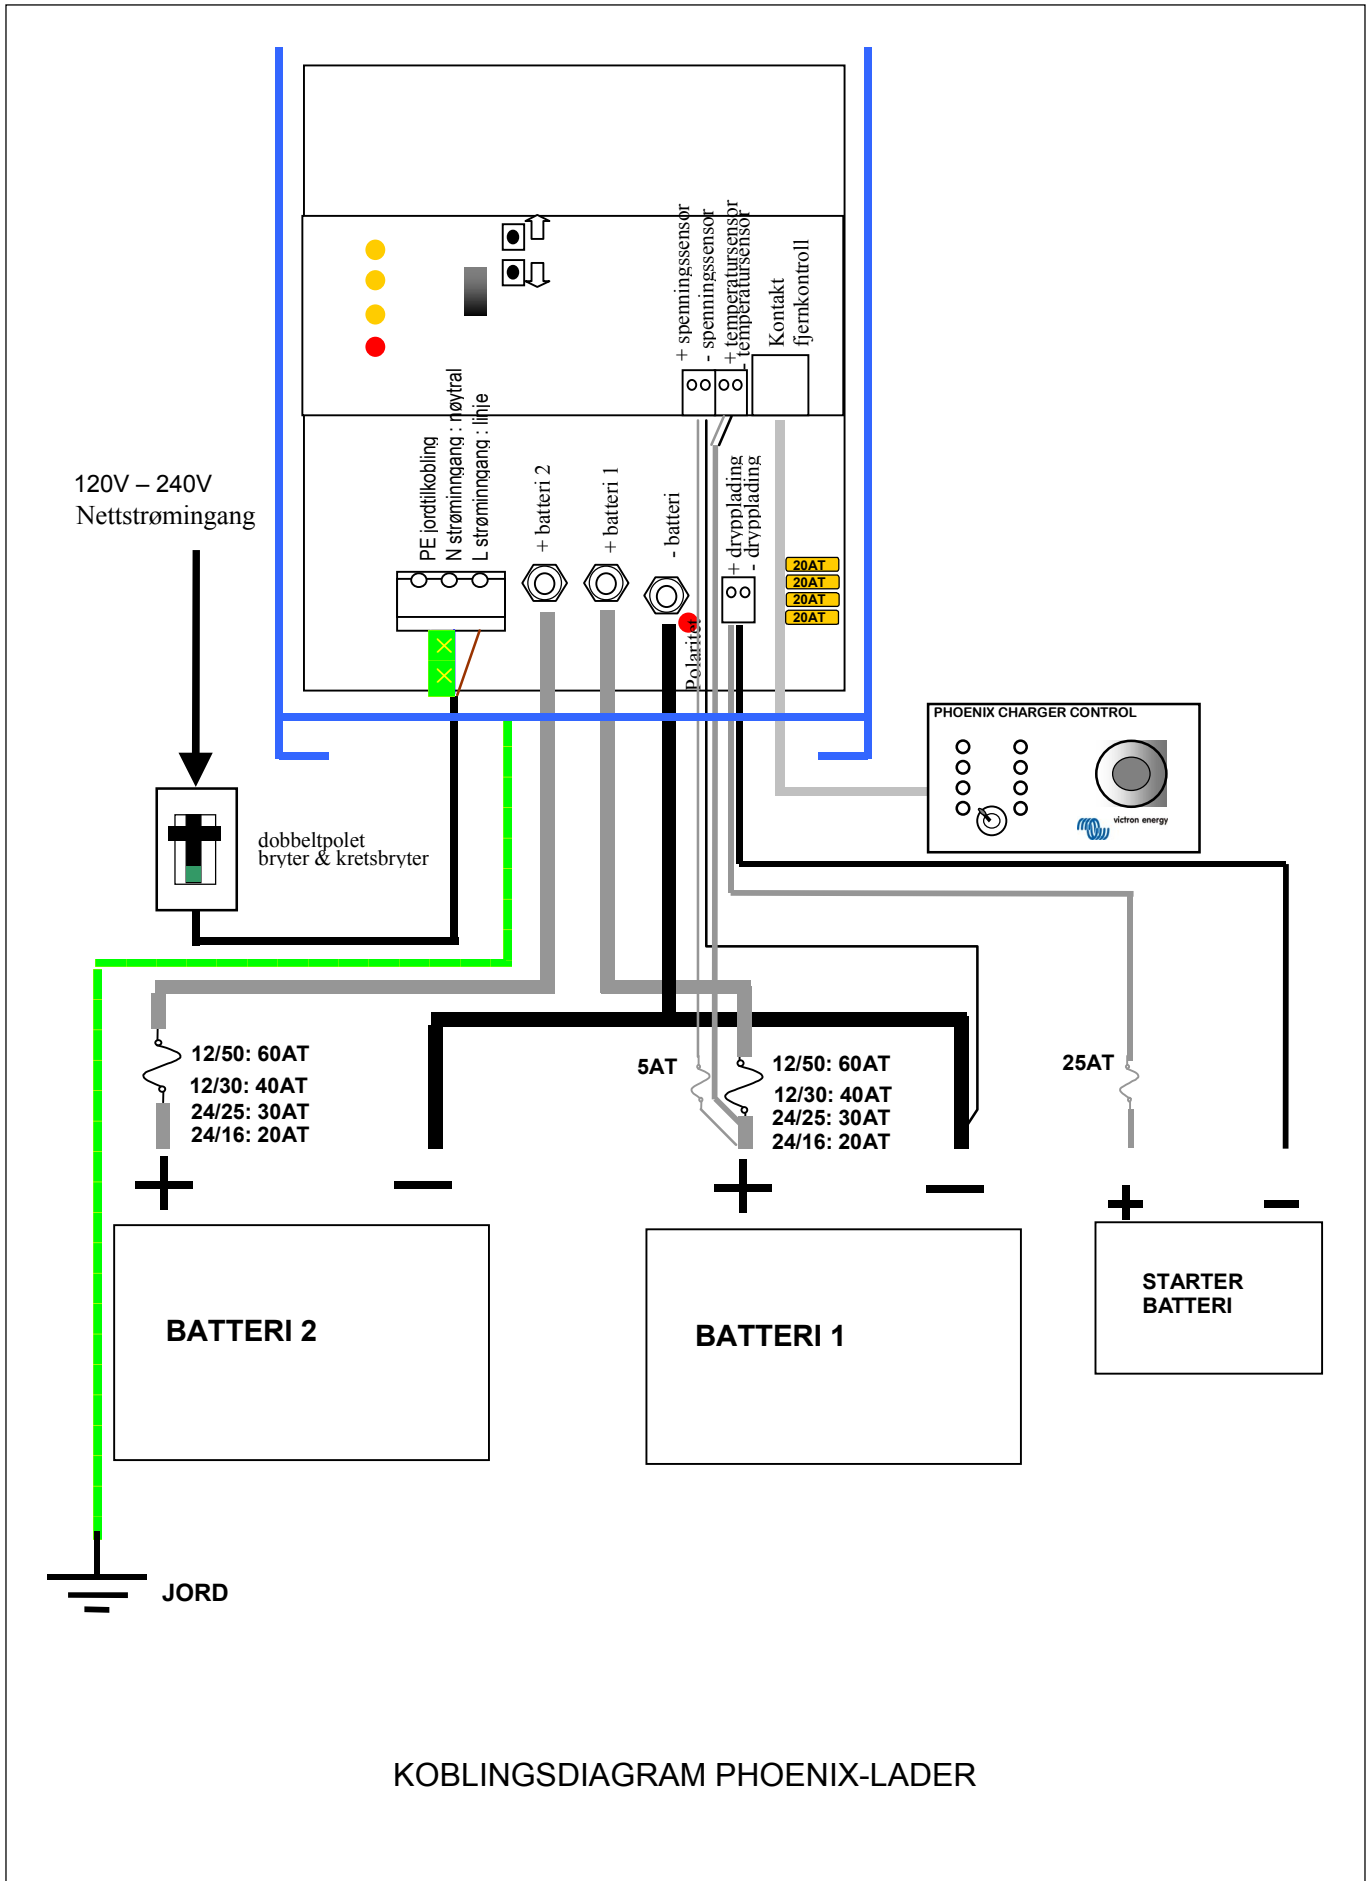 + spenningssensor
- spenningssensor
+ temperatursensor
- temperatursensor
Kontakt
fjernkontroll
PE jordtilkobling
N strøminngang : nøytral
L strøminngang : linje
+ batteri 2
+ batteri 1
- batteri
+ drypplading
- drypplading
20AT
20AT
20AT
20AT
Polaritet
120V – 240V
Nettstrømingang
dobbeltpolet
bryter & kretsbryter
PHOENIX CHARGER CONTROL
victron energy
12/50: 60AT
12/30: 40AT
24/25: 30AT
24/16: 20AT
5AT
12/50: 60AT
12/30: 40AT
24/25: 30AT
24/16: 20AT
25AT
BATTERI 2
BATTERI 1
STARTER
BATTERI
JORD
KOBLINGSDIAGRAM PHOENIX-LADER